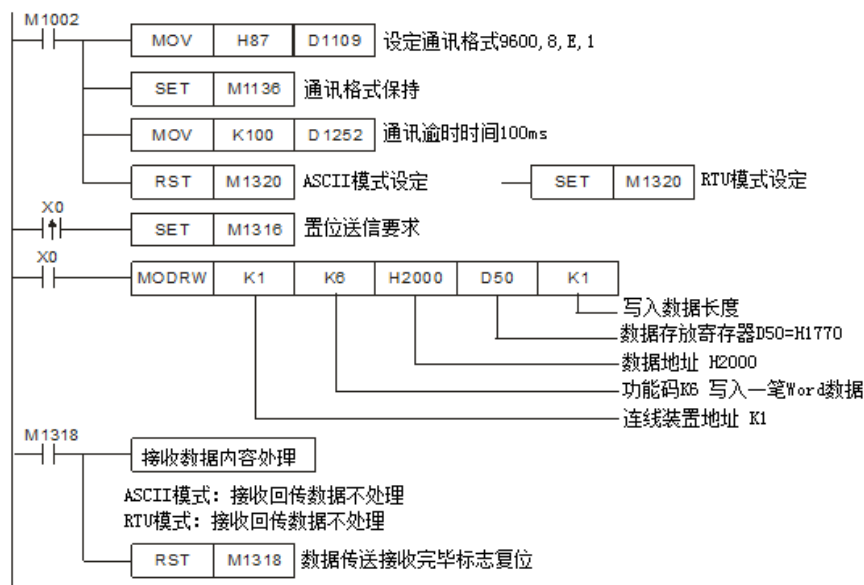 M1002
MOV H87 D1109 设定通讯格式9600,8,E,1
SET M1136 通讯格式保持
MOV K100 D1252 通讯逾时时间100ms
RST M1320 ASCII模式设定 SET M1320 RTU模式设定
X0
SET M1316 置位送信要求
X0
MODRW K1 K6 H2000 D50 K1
写入数据长度
数据存放寄存器D50=H1770
数据地址 H2000
功能码K6 写入一笔Word数据
连线装置地址 K1
M1318
接收数据内容处理
ASCII模式：接收回传数据不处理
RTU模式：接收回传数据不处理
RST M1318 数据传送接收完毕标志复位